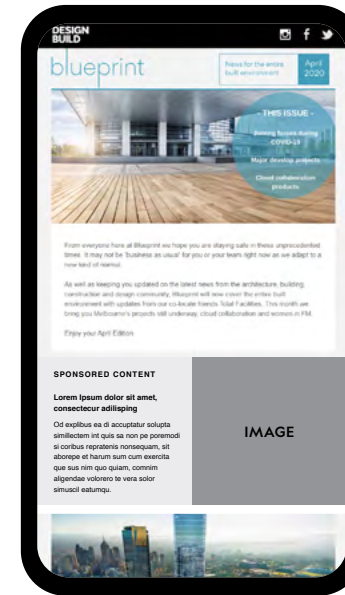 DESIGN
BUILD
blueprint
News for the entire
built environment
April
2020
- THIS ISSUE -
Joining forces during
COVID-19
Major develop projects
Cloud collaboration
products
From everyone here at Blueprint we hope you are staying safe in these unprecedented
times. It may not be 'business as usual' for you or your team right now as we adapt to a
new kind of normal.
As well as keeping you updated on the latest news from the architecture, building,
construction and design community, Blueprint will now cover the entire built
environment with updates from our co-locate friends Total Facilities. This month we
bring you Melbourne's projects still underway, cloud collaboration and women in FM.
Enjoy your April Edition
SPONSORED CONTENT
Lorem Ipsum dolor sit amet,
consectecur adilisping
Od explibus ea di accuptatur solupta
simillectem int quis sa non pe poremodi
si coribus repratenis nonsequam, sit
aborepe et harum sum cum exercita
que sus nim quo quiam, comnim
aligendae volorero te vera solor
simuscil eatumqu.
IMAGE